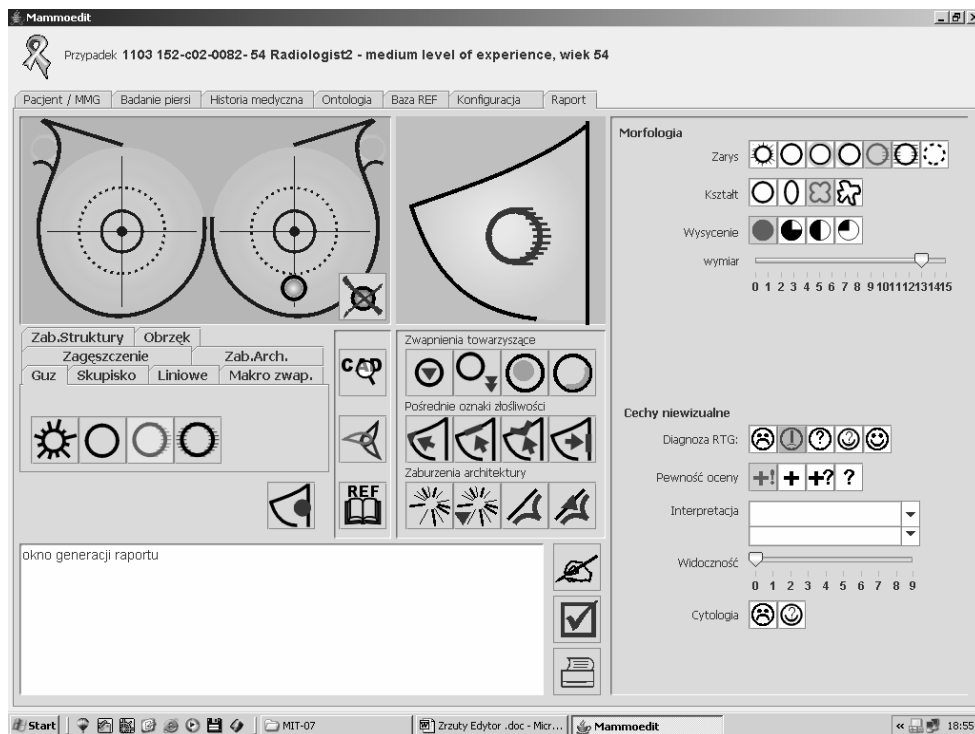 Mammoedit
Przypadek 1103 152-c02-0082- 54 Radiologist2 - medium level of experience, wiek 54
Pacjent / MMG Badanie piersi Historia medyczna Ontologia Baza REF Konfiguracja Raport
Morfologia
Zarys
Kształt
Wysycenie
wymiar
0 1 2 3 4 5 6 7 8 9 10 11 12 13 14 15
Zab.Struktury Obrzęk
Zagęszczenie Zab.Arch.
Guz Skupisko Liniowe Makro zwap.
CAD
REF
Zwapnienia towarzyszące
Pośrednie oznaki złośliwości
Zaburzenia architektury
Cechy niewizualne
Diagnoza RTG:
Pewność oceny +! + +? ?
Interpretacja
Widoczność
0 1 2 3 4 5 6 7 8 9
Cytologia
okno generacji raportu
Start MIT-07 Zrzuty Edytor .doc - Micr... Mammoedit « 18:55